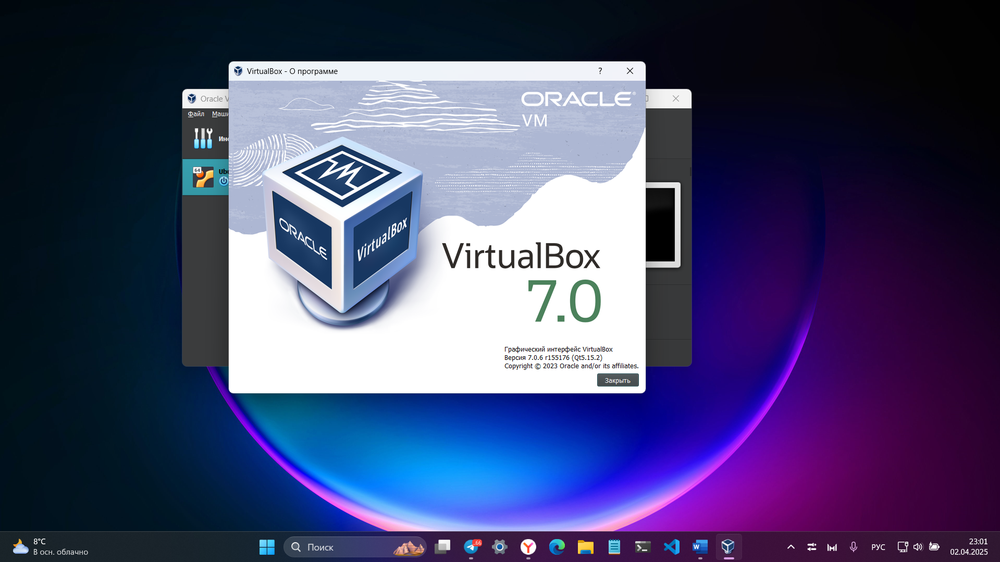 VirtualBox - О программе
?
Oracle V
Файл Маши
Инс
64
Ubu
ORACLE®
VM
ORACLE
VirtualBox
VirtualBox
7.0
Графический интерфейс VirtualBox
Версия 7.0.6 r155176 (Qt5.15.2)
Copyright © 2023 Oracle and/or its affiliates.
Закрыть
8°C
В осн. облачно
Поиск
.66
РУС
23:01
02.04.2025